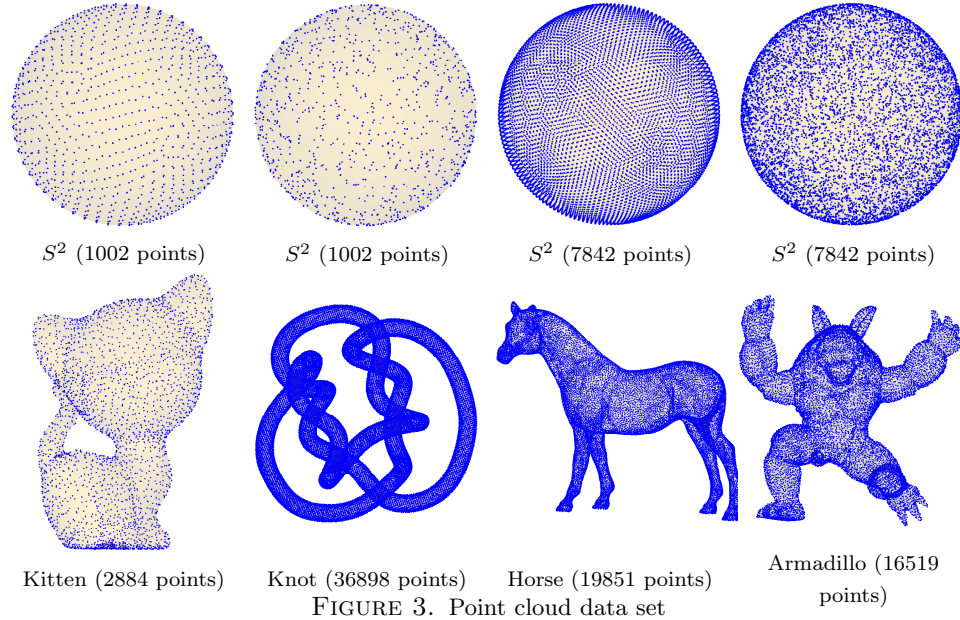 S² (1002 points)
S² (1002 points)
S² (7842 points)
S² (7842 points)
Kitten (2884 points)
Knot (36898 points)
Horse (19851 points)
Armadillo (16519
points)
FIGURE 3. Point cloud data set